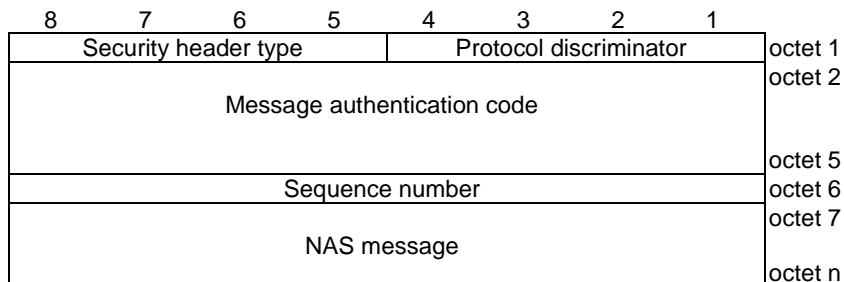 8 7 6 5 4 3 2 1
Security header type Protocol discriminator octet 1
octet 2
Message authentication code
octet 5
Sequence number octet 6
octet 7
NAS message
octet n